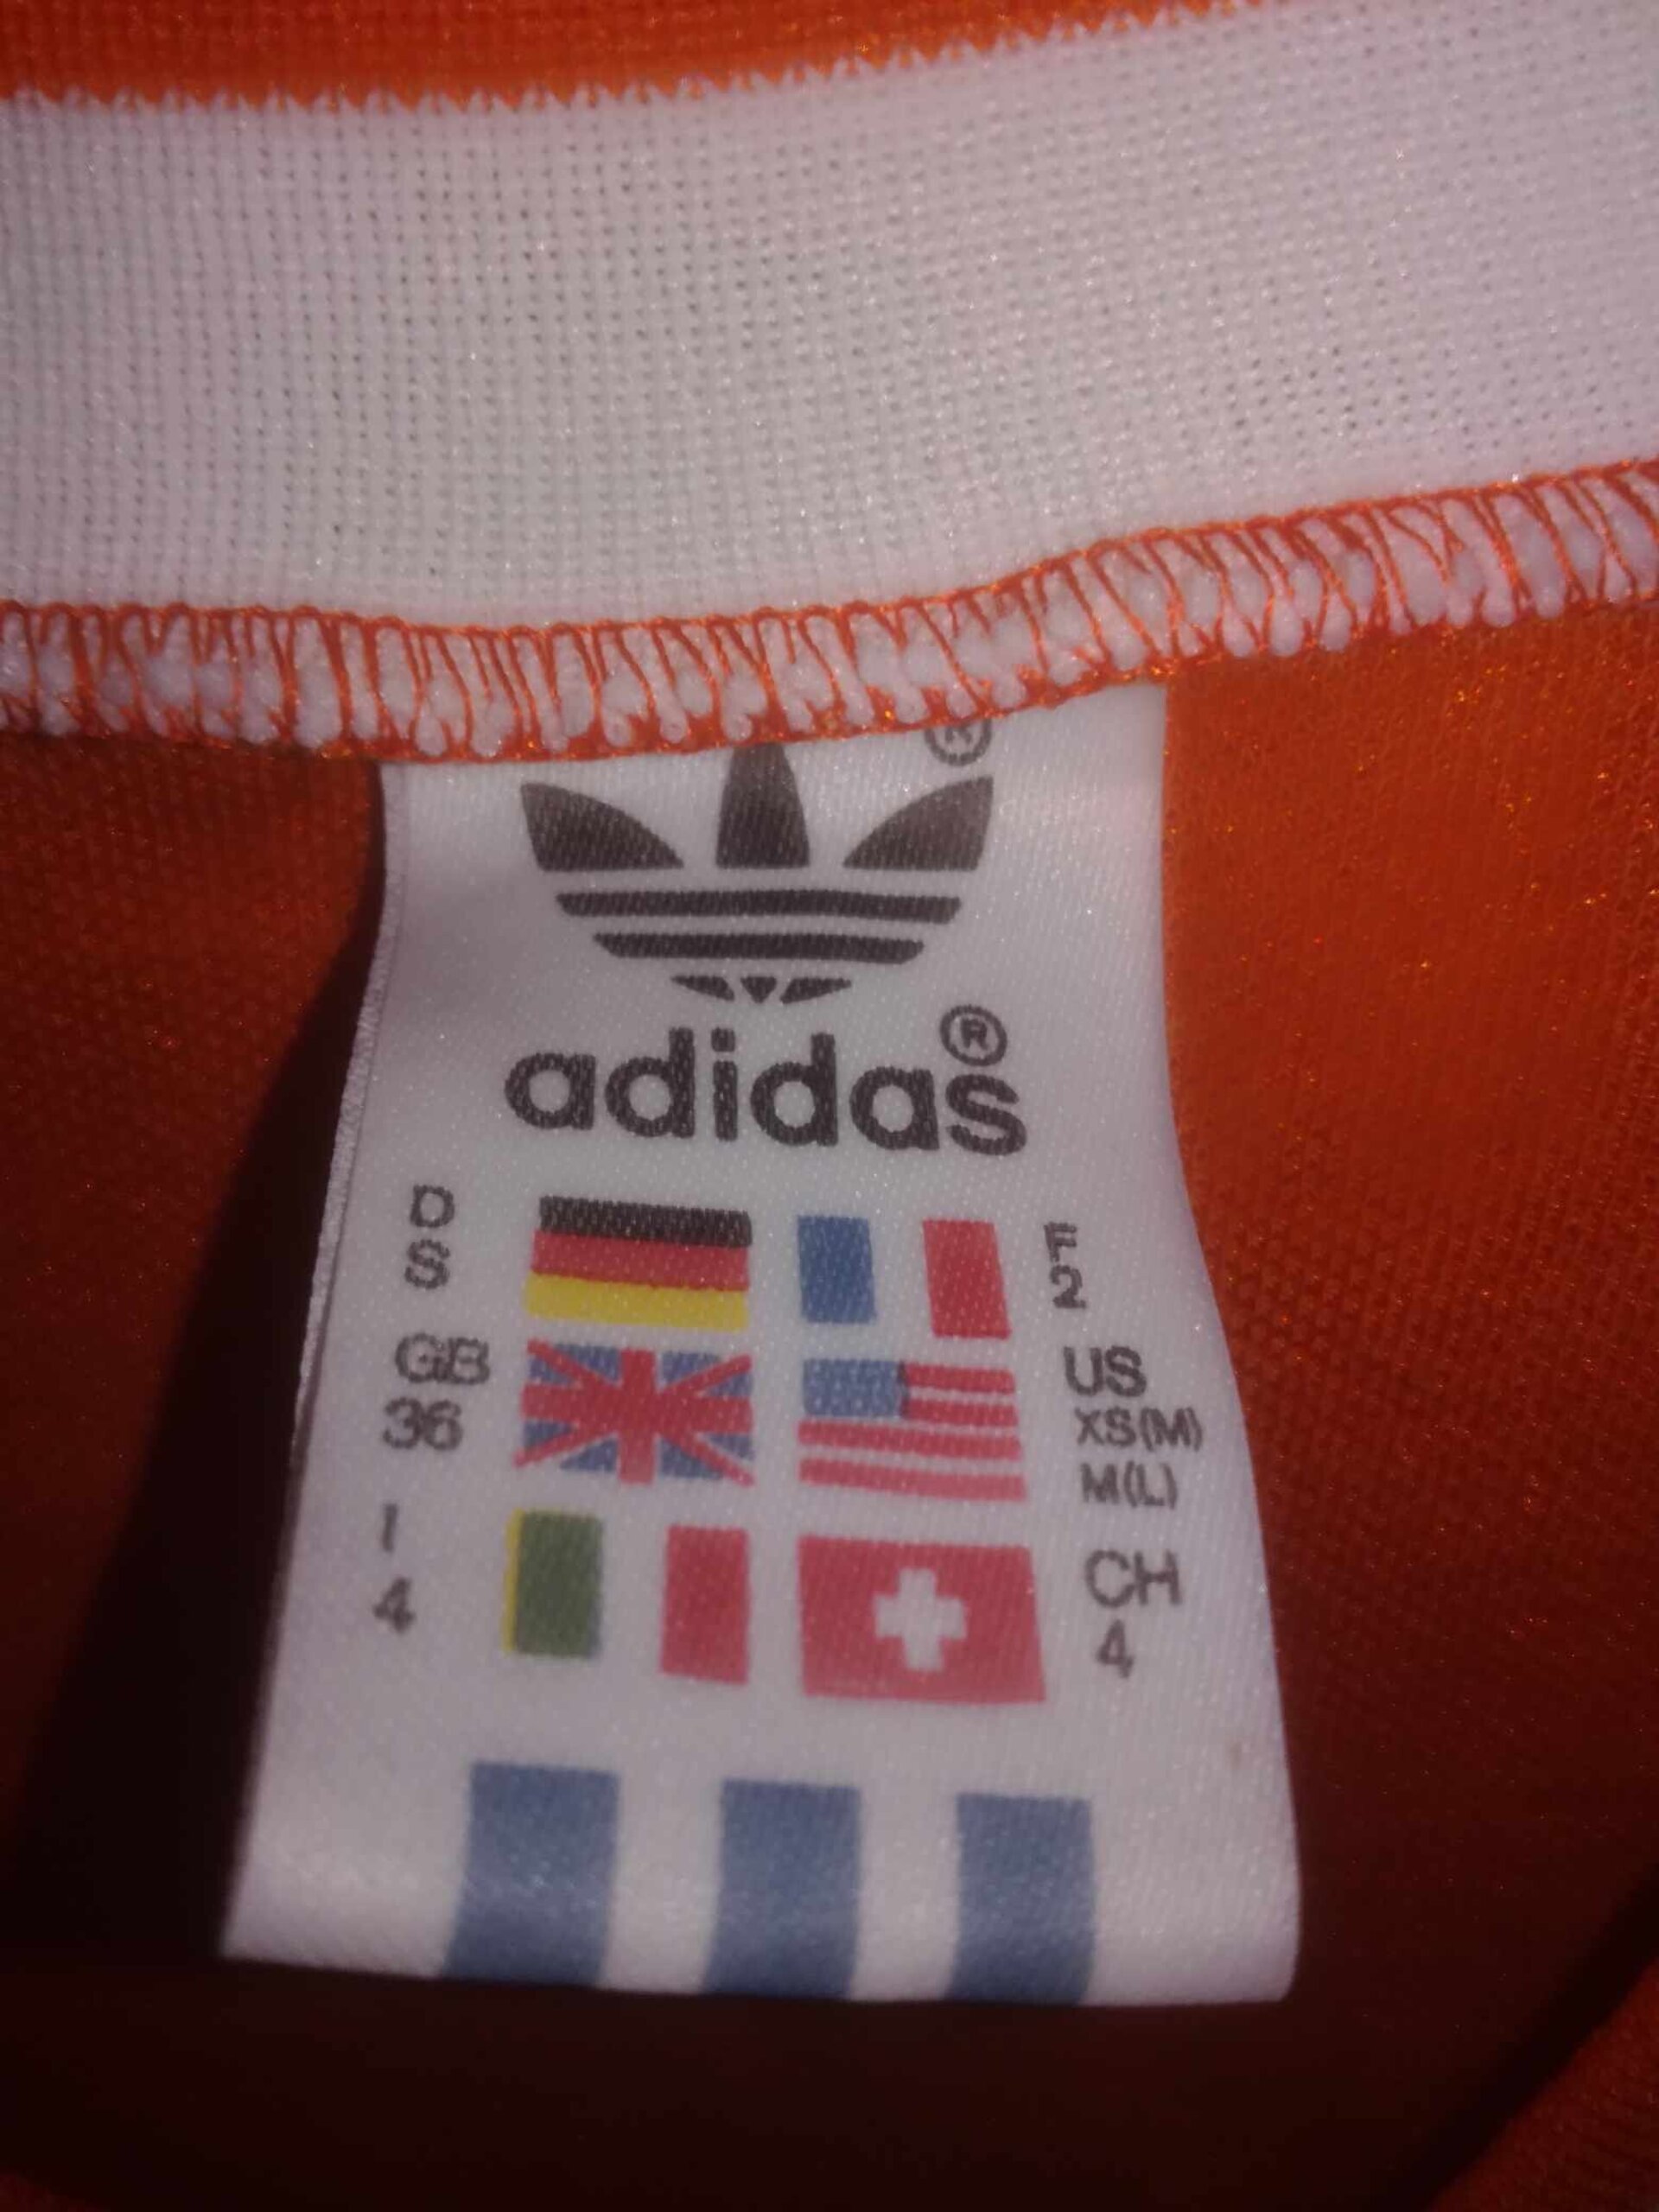 ®
adidas®
D
S
F
2
GB
36
US
XS(M)
M(L)
I
4
CH
4